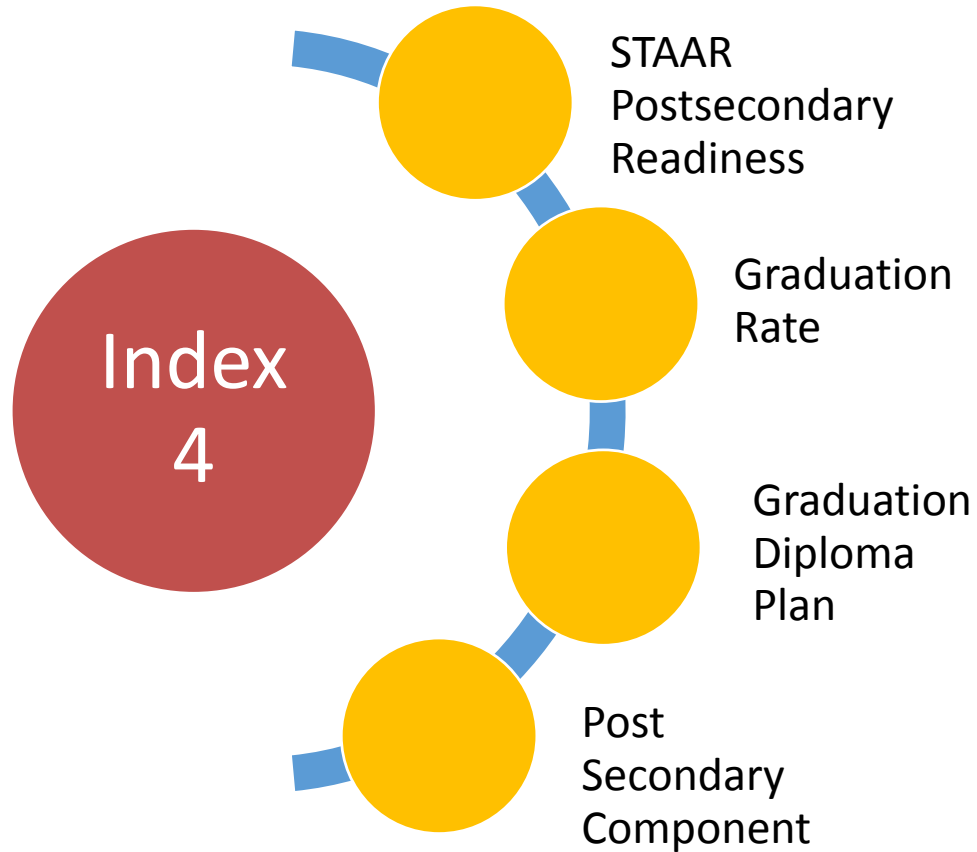 STAAR
Postsecondary
Readiness
Graduation
Rate
Index
4
Graduation
Diploma
Plan
Post
Secondary
Component